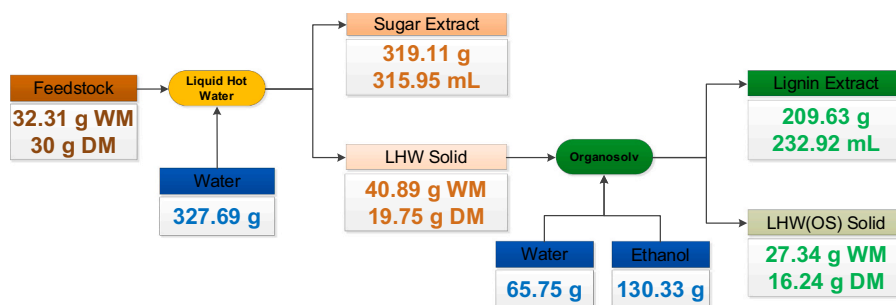 Sugar Extract
319.11 g
315.95 mL
Feedstock
32.31 g WM
30 g DM
Liquid Hot
Water
Water
327.69 g
LHW Solid
40.89 g WM
19.75 g DM
Organosolv
Water
65.75 g
Ethanol
130.33 g
Lignin Extract
209.63 g
232.92 mL
LHW(OS) Solid
27.34 g WM
16.24 g DM